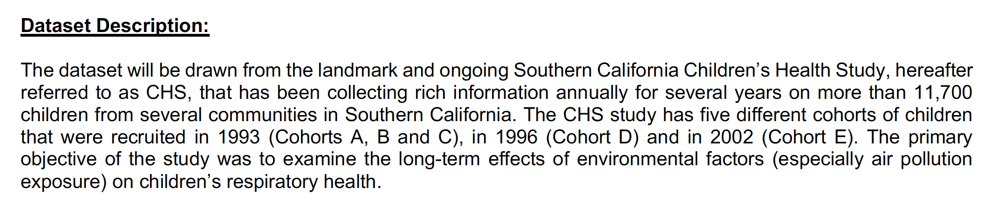 Dataset Description:
The dataset will be drawn from the landmark and ongoing Southern California Children’s Health Study, hereafter
referred to as CHS, that has been collecting rich information annually for several years on more than 11,700
children from several communities in Southern California. The CHS study has five different cohorts of children
that were recruited in 1993 (Cohorts A, B and C), in 1996 (Cohort D) and in 2002 (Cohort E). The primary
objective of the study was to examine the long-term effects of environmental factors (especially air pollution
exposure) on children’s respiratory health.